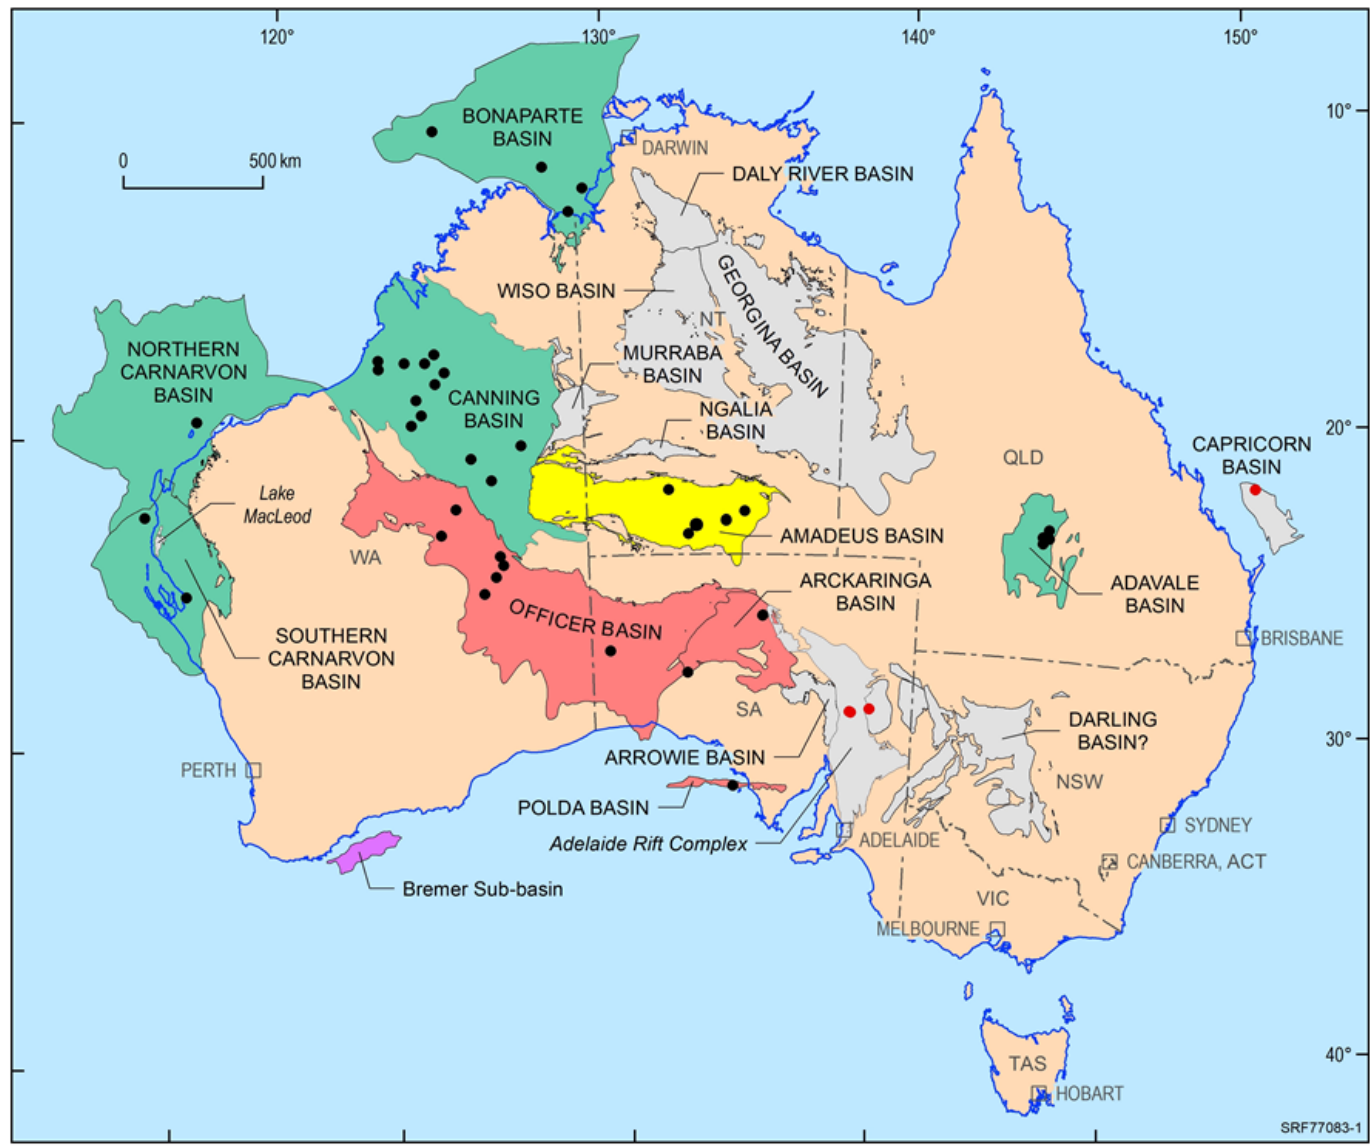 120°
130°
140°
150°
10°
BONAPARTE
BASIN
DARWIN
0
500 km
DALY RIVER BASIN
GEORGINA BASIN
WISO BASIN
NT
NORTHERN
CARNARVON
BASIN
MURRABA
BASIN
CANNING
BASIN
NGALIA
BASIN
20°
CAPRICORN
BASIN
QLD
Lake
MacLeod
AMADEUS BASIN
WA
ARCKARINGA
BASIN
ADAVALE
BASIN
OFFICER BASIN
SOUTHERN
CARNARVON
BASIN
BRISBANE
SA
DARLING
BASIN?
30°
ARROWIE BASIN
PERTH
NSW
POLDA BASIN
SYDNEY
Adelaide Rift Complex
ADELAIDE
CANBERRA, ACT
Bremer Sub-basin
VIC
MELBOURNE
40°
TAS
HOBART
SRF77083-1